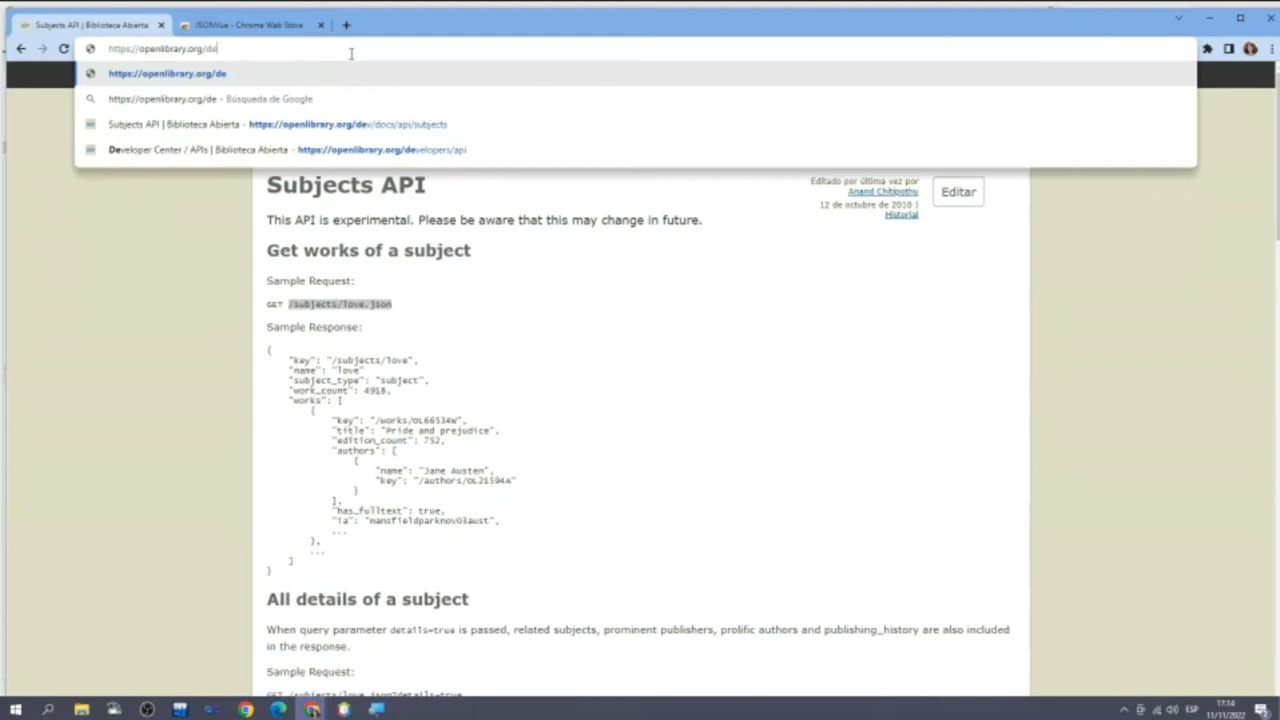 Subjects API | Biblioteca Abierta
JSONVue - Chrome Web Store
https://openlibrary.org/de
https://openlibrary.org/de
https://openlibrary.org/de - Búsqueda de Google
Subjects API | Biblioteca Abierta - https://openlibrary.org/dev/docs/api/subjects
Developer Center / APIs | Biblioteca Abierta - https://openlibrary.org/developers/api
Subjects API
Editado por última vez por
Anand Chitipothu
12 de octubre de 2010 |
Historial
Editar
This API is experimental. Please be aware that this may change in future.
Get works of a subject
Sample Request:
GET /subjects/love.json
Sample Response:
{
"key": "/subjects/love",
"name": "love"
"subject_type": "subject",
"work_count": 4918,
"works": [
{
"key": "/works/OL66534W",
"title": "Pride and prejudice",
"edition_count": 752,
"authors": [
{
"name": "Jane Austen",
"key": "/authors/OL21594A"
}
],
"has_fulltext": true,
"ia": "mansfieldparknov03aust",
...
},
...
]
}
All details of a subject
When query parameter details=true is passed, related subjects, prominent publishers, prolific authors and publishing_history are also included
in the response.
Sample Request:
GET /subjects/love.json?details=true
ESP
17:14
11/11/2022